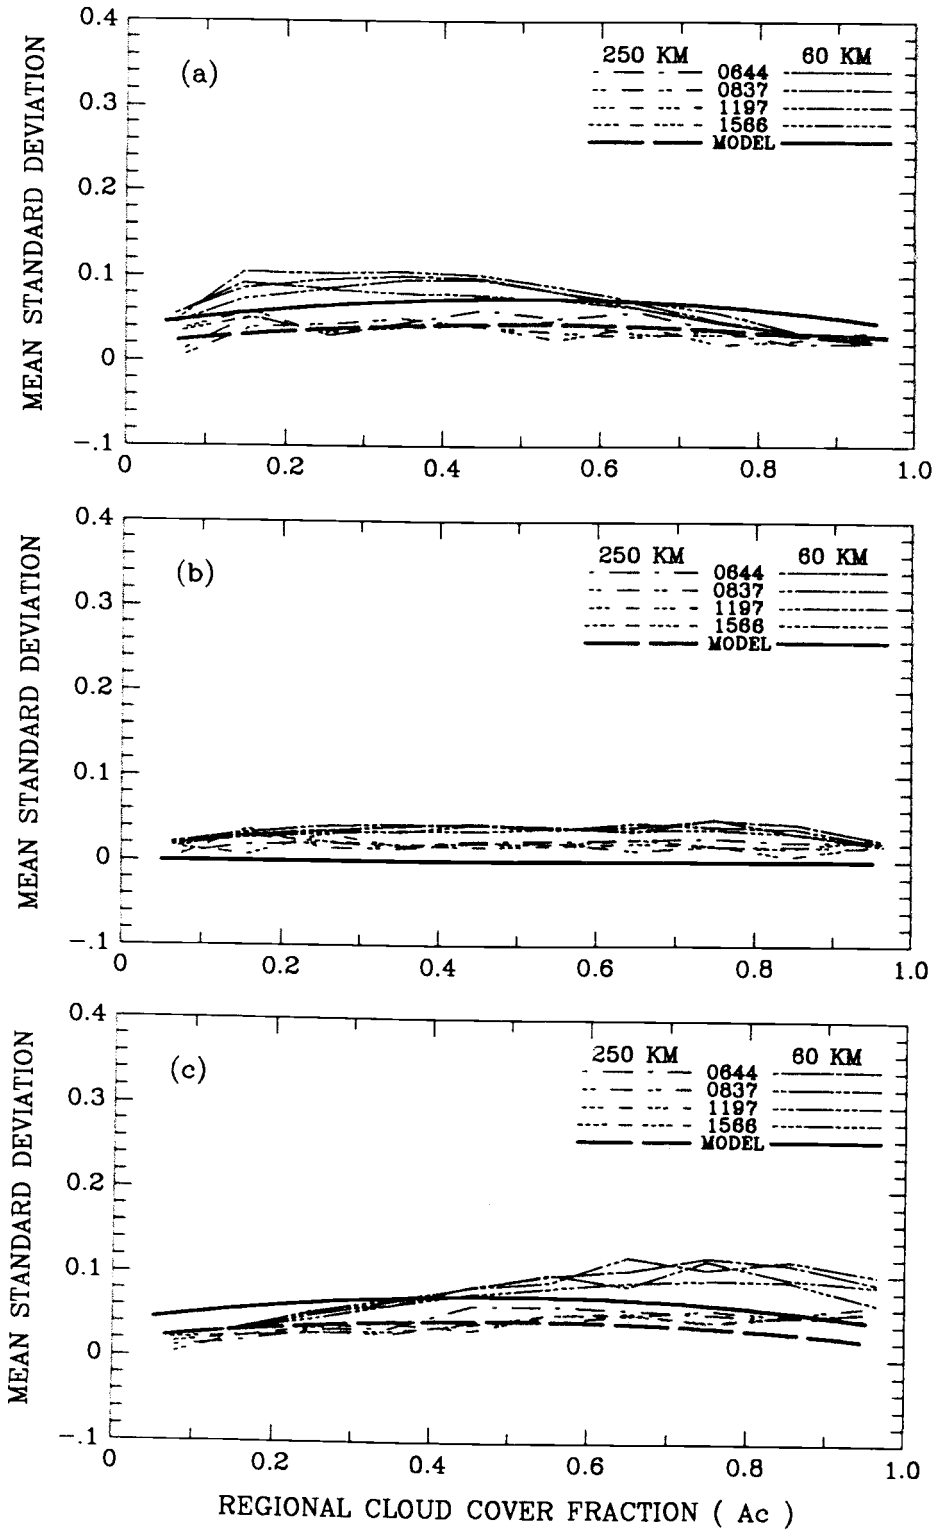 0.4
0.3
0.2
0.1
0
-.1
MEAN STANDARD DEVIATION
(a)
250 KM 60 KM
0644
0837
1197
1566
MODEL
0 0.2 0.4 0.6 0.8 1.0
0.4
0.3
0.2
0.1
0
-.1
MEAN STANDARD DEVIATION
(b)
250 KM 60 KM
0644
0837
1197
1566
MODEL
0 0.2 0.4 0.6 0.8 1.0
0.4
0.3
0.2
0.1
0
-.1
MEAN STANDARD DEVIATION
(c)
250 KM 60 KM
0644
0837
1197
1566
MODEL
0 0.2 0.4 0.6 0.8 1.0
REGIONAL CLOUD COVER FRACTION ( Ac )